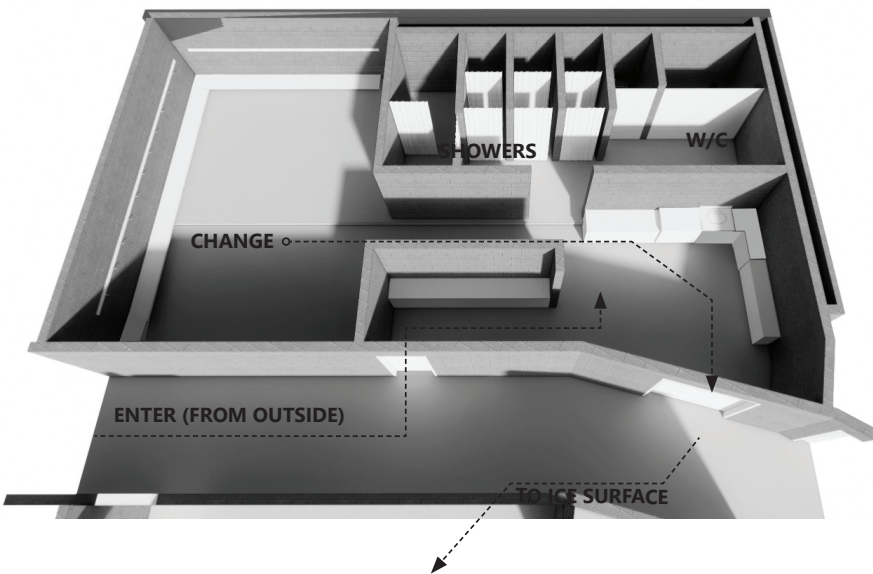 SHOWERS
W/C
CHANGE
ENTER (FROM OUTSIDE)
TO ICE SURFACE